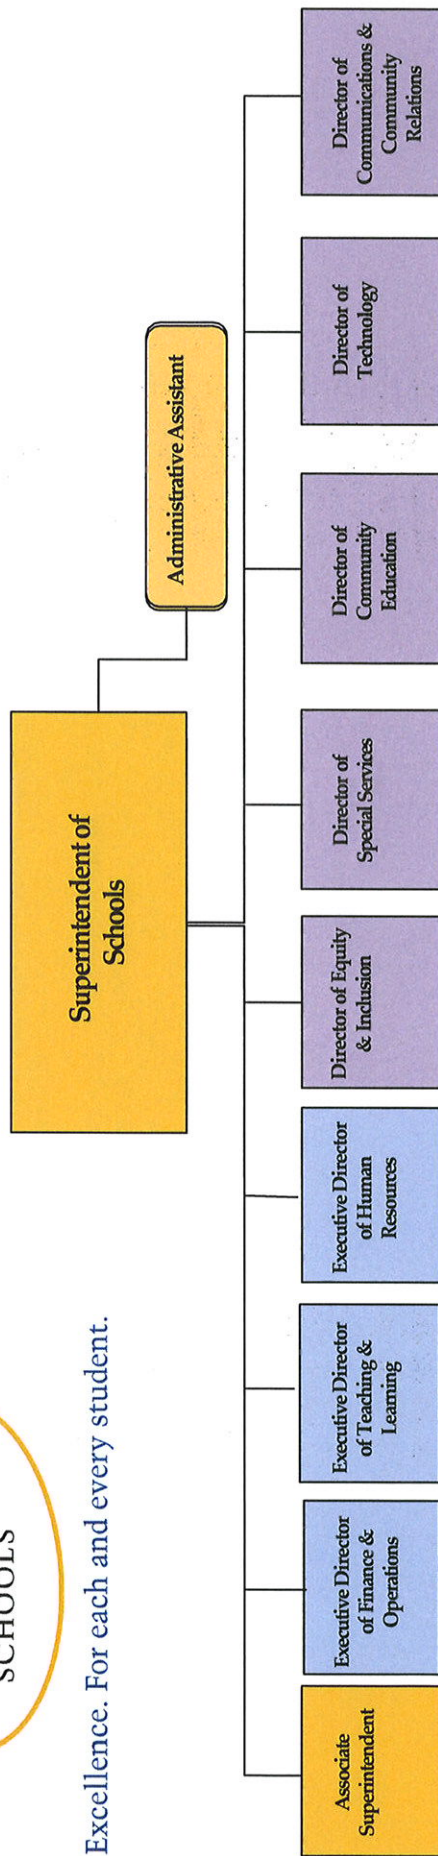 SCHOOLS
Excellence. For each and every student.
Superintendent of
Schools
Administrative Assistant
Associate
Superintendent
Executive Director
of Finance &
Operations
Executive Director
of Teaching &
Learning
Executive Director
of Human
Resources
Director of Equity
& Inclusion
Director of
Special Services
Director of
Community
Education
Director of
Technology
Director of
Communications &
Community
Relations